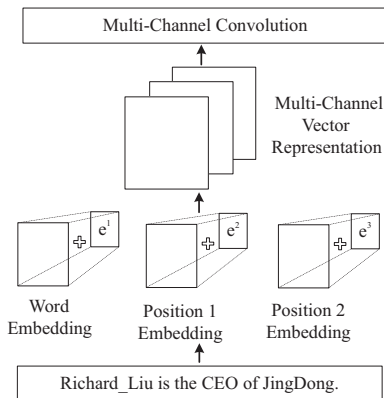 Multi-Channel Convolution
Multi-Channel
Vector
Representation
e¹
e²
e³
Word
Embedding
Position 1
Embedding
Position 2
Embedding
Richard_Liu is the CEO of JingDong.